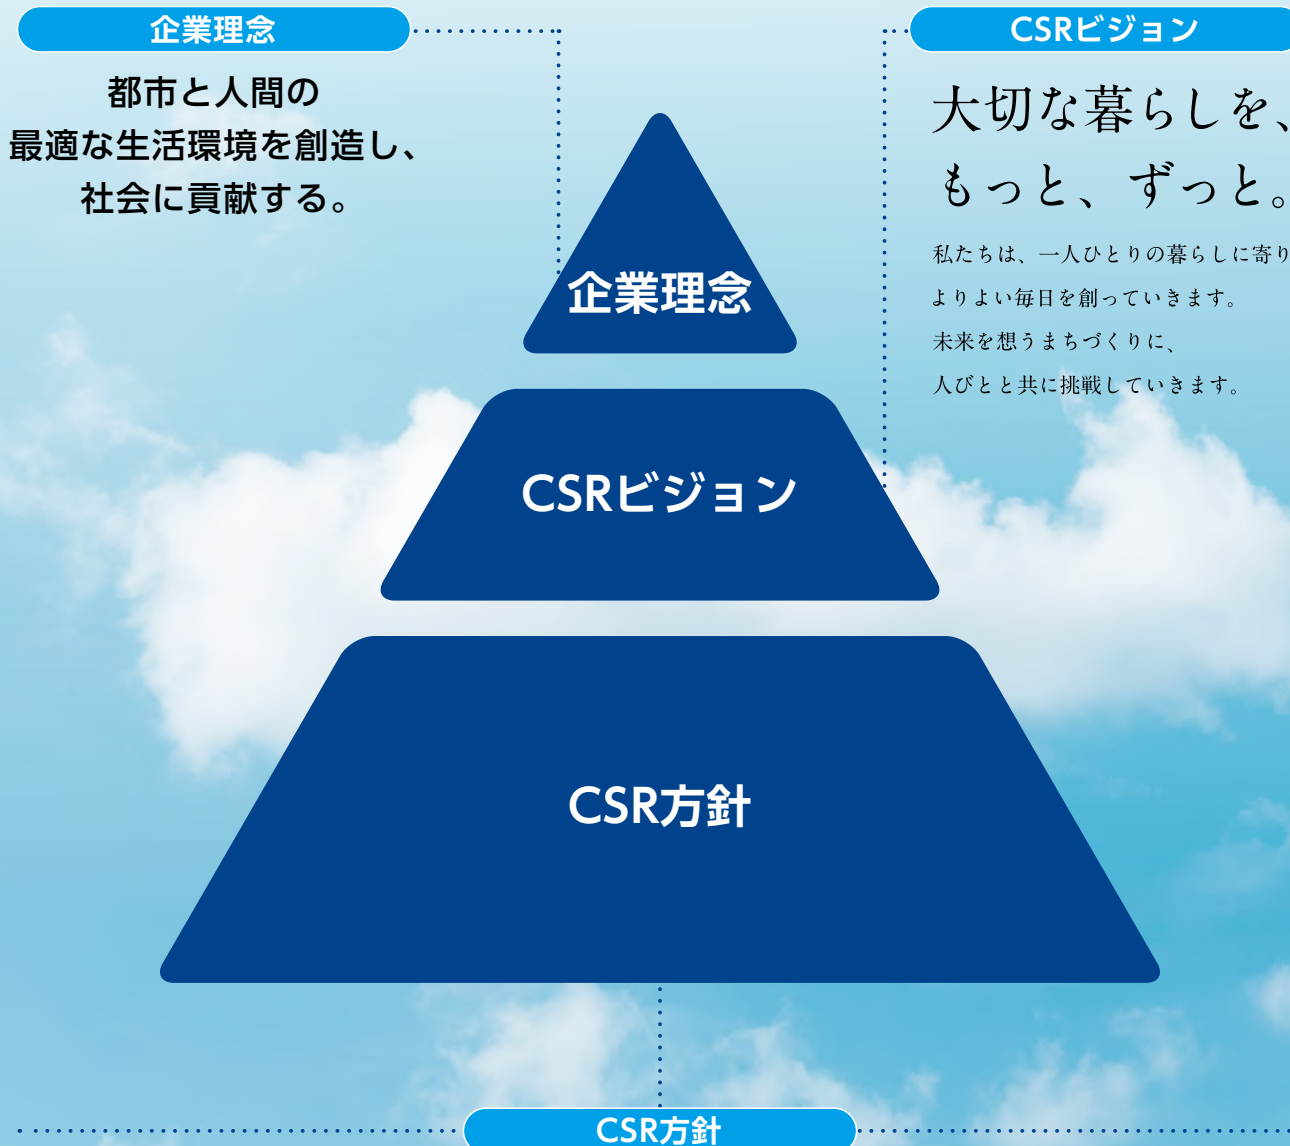 企業理念
都市と人間の
最適な生活環境を創造し、
社会に貢献する。
CSRビジョン
大切な暮らしを、
もっと、ずっと。
私たちは、一人ひとりの暮らしに寄り
よりよい毎日を創っていきます。
未来を想うまちづくりに、
人びとと共に挑戦していきます。
企業理念
CSRビジョン
CSR方針
CSR方針